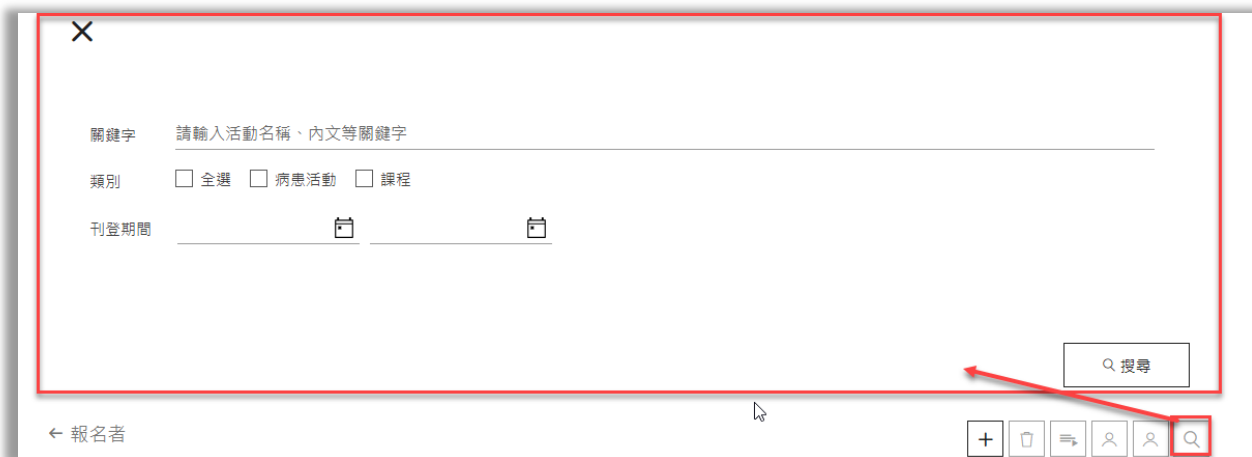 關鍵字 請輸入活動名稱、內文等關鍵字
類別 全選 病患活動 課程
刊登期間
搜尋
← 報名者